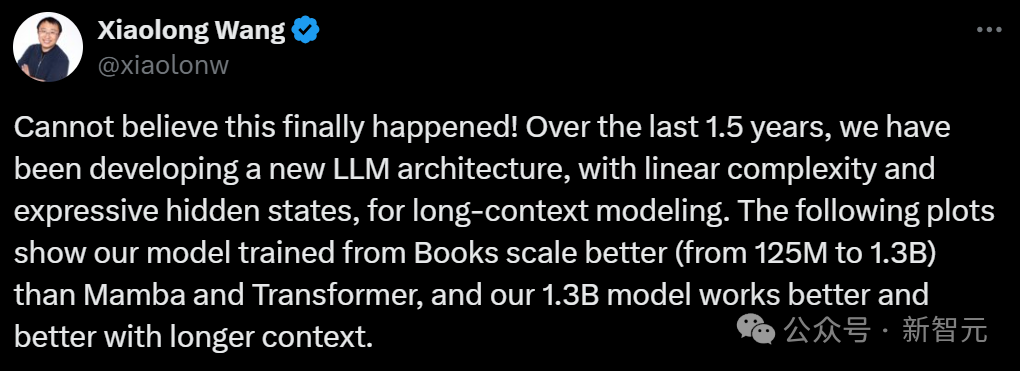 Xiaolong Wang
@xiaolonw
Cannot believe this finally happened! Over the last 1.5 years, we have
been developing a new LLM architecture, with linear complexity and
expressive hidden states, for long-context modeling. The following plots
show our model trained from Books scale better (from 125M to 1.3B)
than Mamba and Transformer, and our 1.3B model works better and
better with longer context.
公众号 · 新智元